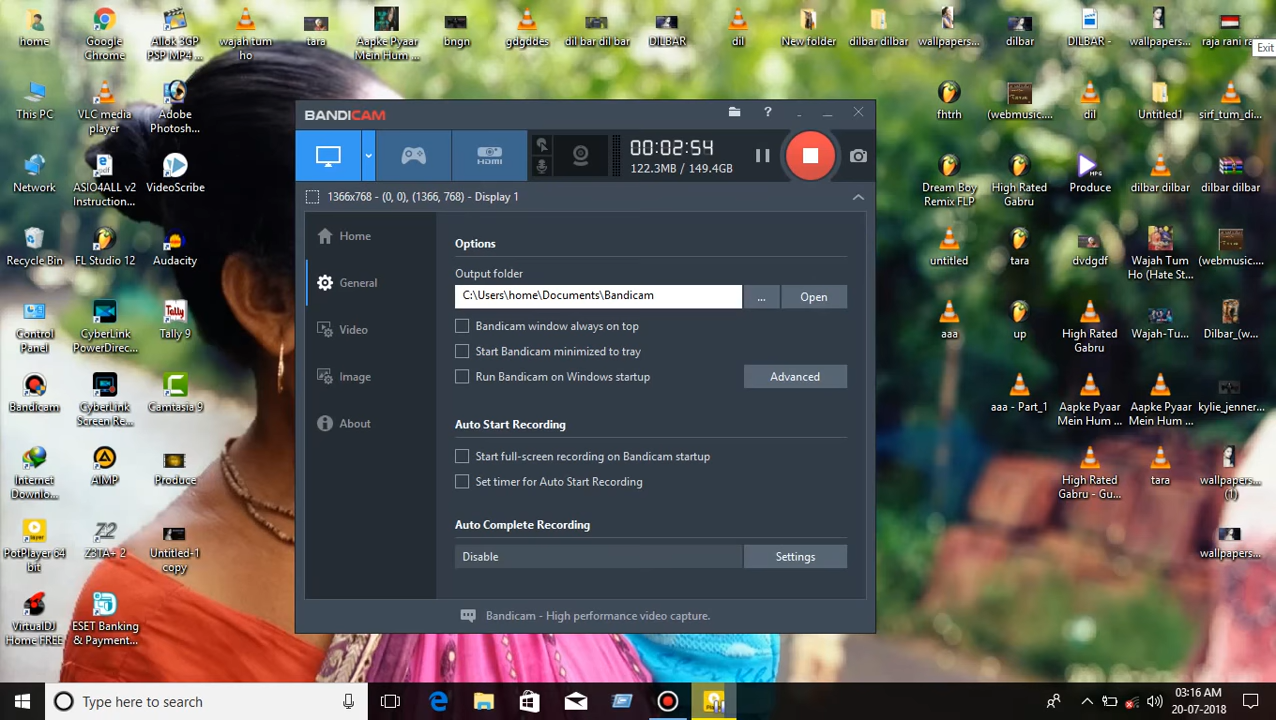 home
Google
Chrome
Allok 3GP
PSP MP4 ...
wajah tum
ho
tara
Aapke Pyaar
Mein Hum ...
bngn
gdgddes
dil bar dil bar
DILBAR
dil
New folder
dilbar dilbar
wallpapers...
dilbar
DILBAR -
wallpapers...
raja rani ra...
Exit
This PC
VLC media
player
Adobe
Photosh...
fhtrh
(webmusic....
dil
Untitled1
sirf_tum_di...
Network
ASIO4ALL v2
Instruction...
VideoScribe
Dream Boy
Remix FLP
High Rated
Gabru
Produce
dilbar dilbar
dilbar dilbar
Recycle Bin
FL Studio 12
Audacity
untitled
tara
dvdgdf
Wajah Tum
Ho (Hate St...
(webmusic....
Control
Panel
CyberLink
PowerDirec...
Tally
Tally 9
aaa
up
High Rated
Gabru
Wajah-Tu...
Dilbar_(w...
Bandicam
CyberLink
Screen Re...
Camtasia 9
aaa - Part_1
Aapke Pyaar
Mein Hum ...
Aapke Pyaar
Mein Hum ...
kylie_jenner...
Internet
Downlo...
AIMP
Produce
High Rated
Gabru - Gu...
tara
wallpapers...
(1)
PotPlayer 64
bit
Z3TA+ 2
Untitled-1
copy
wallpapers...
VirtualDJ
Home FREE
ESET Banking
& Payment...
BANDICAM
?
HDMI
00:02:54
122.3MB / 149.4GB
1366x768 - (0, 0), (1366, 768) - Display 1
Home
General
Video
Image
About
Options
Output folder
C:\Users\home\Documents\Bandicam
...
Open
Bandicam window always on top
Start Bandicam minimized to tray
Run Bandicam on Windows startup
Advanced
Auto Start Recording
Start full-screen recording on Bandicam startup
Set timer for Auto Start Recording
Auto Complete Recording
Disable
Settings
Bandicam - High performance video capture.
Type here to search
03:16 AM
20-07-2018